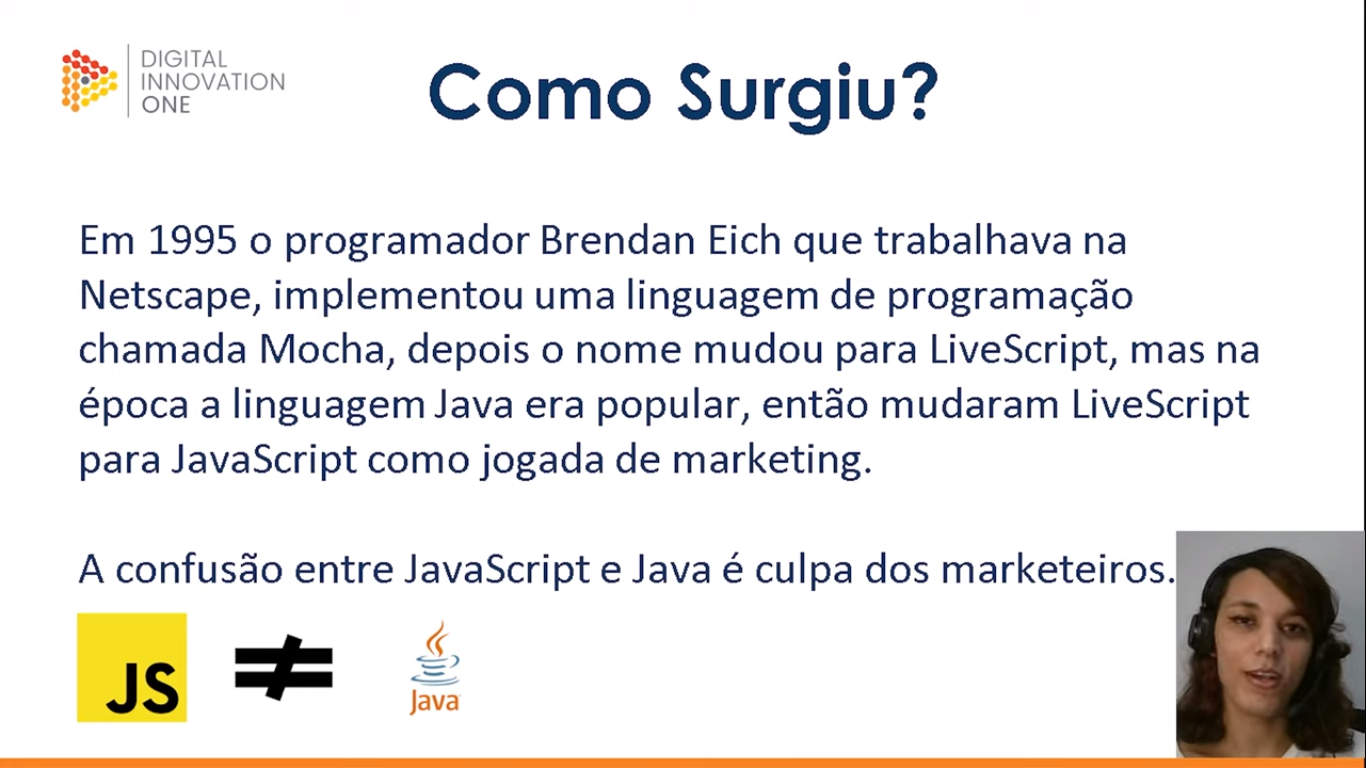 DIGITAL
INNOVATION
ONE
Como Surgiu?
Em 1995 o programador Brendan Eich que trabalhava na
Netscape, implementou uma linguagem de programação
chamada Mocha, depois o nome mudou para LiveScript, mas na
época a linguagem Java era popular, então mudaram LiveScript
para JavaScript como jogada de marketing.
A confusão entre JavaScript e Java é culpa dos marketeiros.
JS
Java